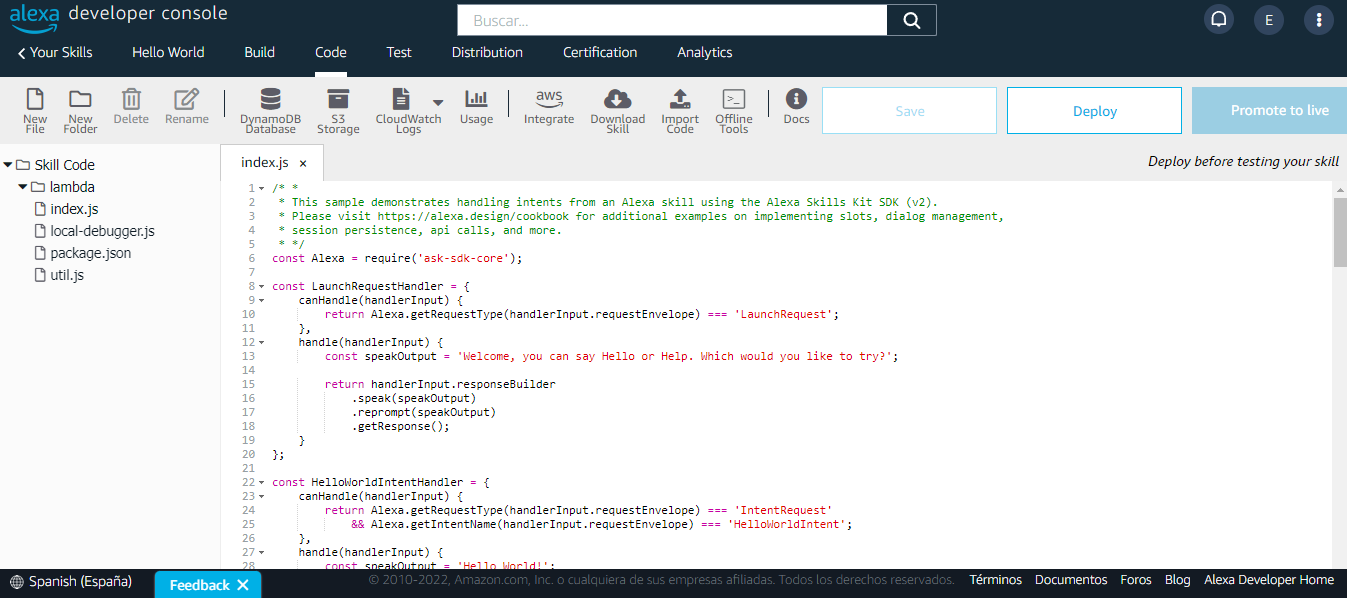 alexa developer console
Buscar...
E
Your Skills Hello World Build Code Test Distribution Certification Analytics
New File New Folder Delete Rename DynamoDB Database S3 Storage CloudWatch Logs Usage aws Integrate Download Skill Import Code >_ Offline Tools Docs Save Deploy Promote to live
Skill Code
lambda
index.js
local-debugger.js
package.json
util.js
index.js ×
Deploy before testing your skill
1 /* *
2  * This sample demonstrates handling intents from an Alexa skill using the Alexa Skills Kit SDK (v2).
3  * Please visit https://alexa.design/cookbook for additional examples on implementing slots, dialog management,
4  * session persistence, api calls, and more.
5  * */
6 const Alexa = require('ask-sdk-core');
7
8 const LaunchRequestHandler = {
9     canHandle(handlerInput) {
10         return Alexa.getRequestType(handlerInput.requestEnvelope) === 'LaunchRequest';
11     },
12     handle(handlerInput) {
13         const speakOutput = 'Welcome, you can say Hello or Help. Which would you like to try?';
14
15         return handlerInput.responseBuilder
16             .speak(speakOutput)
17             .reprompt(speakOutput)
18             .getResponse();
19     }
20 };
21
22 const HelloWorldIntentHandler = {
23     canHandle(handlerInput) {
24         return Alexa.getRequestType(handlerInput.requestEnvelope) === 'IntentRequest'
25             && Alexa.getIntentName(handlerInput.requestEnvelope) === 'HelloWorldIntent';
26     },
27     handle(handlerInput) {
28         const speakOutput = 'Hello World!';
Spanish (España) Feedback X © 2010-2022, Amazon.com, Inc. o cualquiera de sus empresas afiliadas. Todos los derechos reservados. Términos Documentos Foros Blog Alexa Developer Home